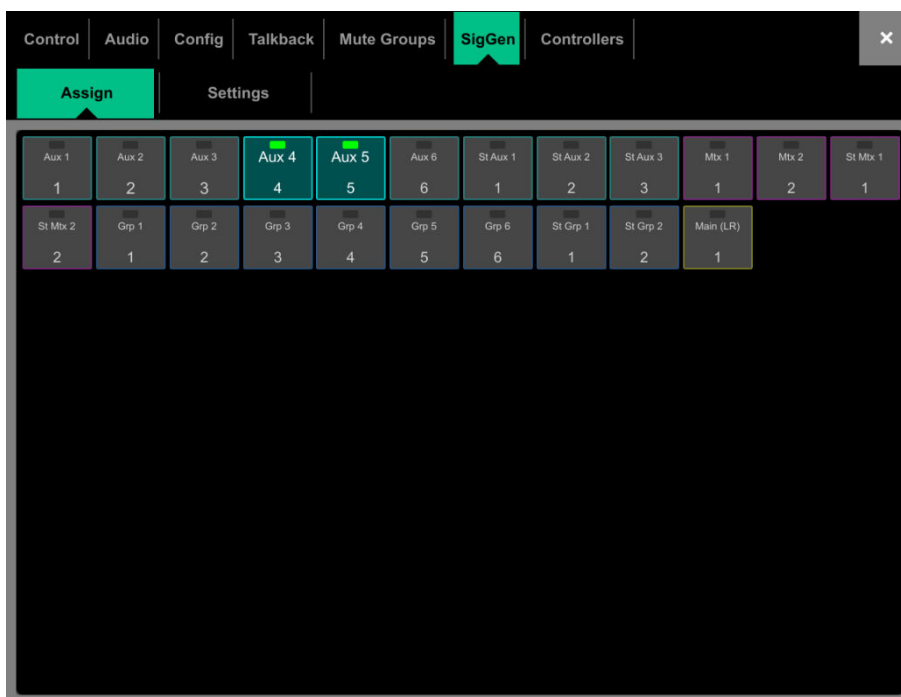 Control Audio Config Talkback Mute Groups SigGen Controllers ×
Assign Settings
Aux 1 Aux 2 Aux 3 Aux 4 Aux 5 Aux 6 St Aux 1 St Aux 2 St Aux 3 Mtx 1 Mtx 2 St Mtx 1
1 2 3 4 5 6 1 2 3 1 2 1
St Mtx 2 Grp 1 Grp 2 Grp 3 Grp 4 Grp 5 Grp 6 St Grp 1 St Grp 2 Main (LR)
2 1 2 3 4 5 6 1 2 1